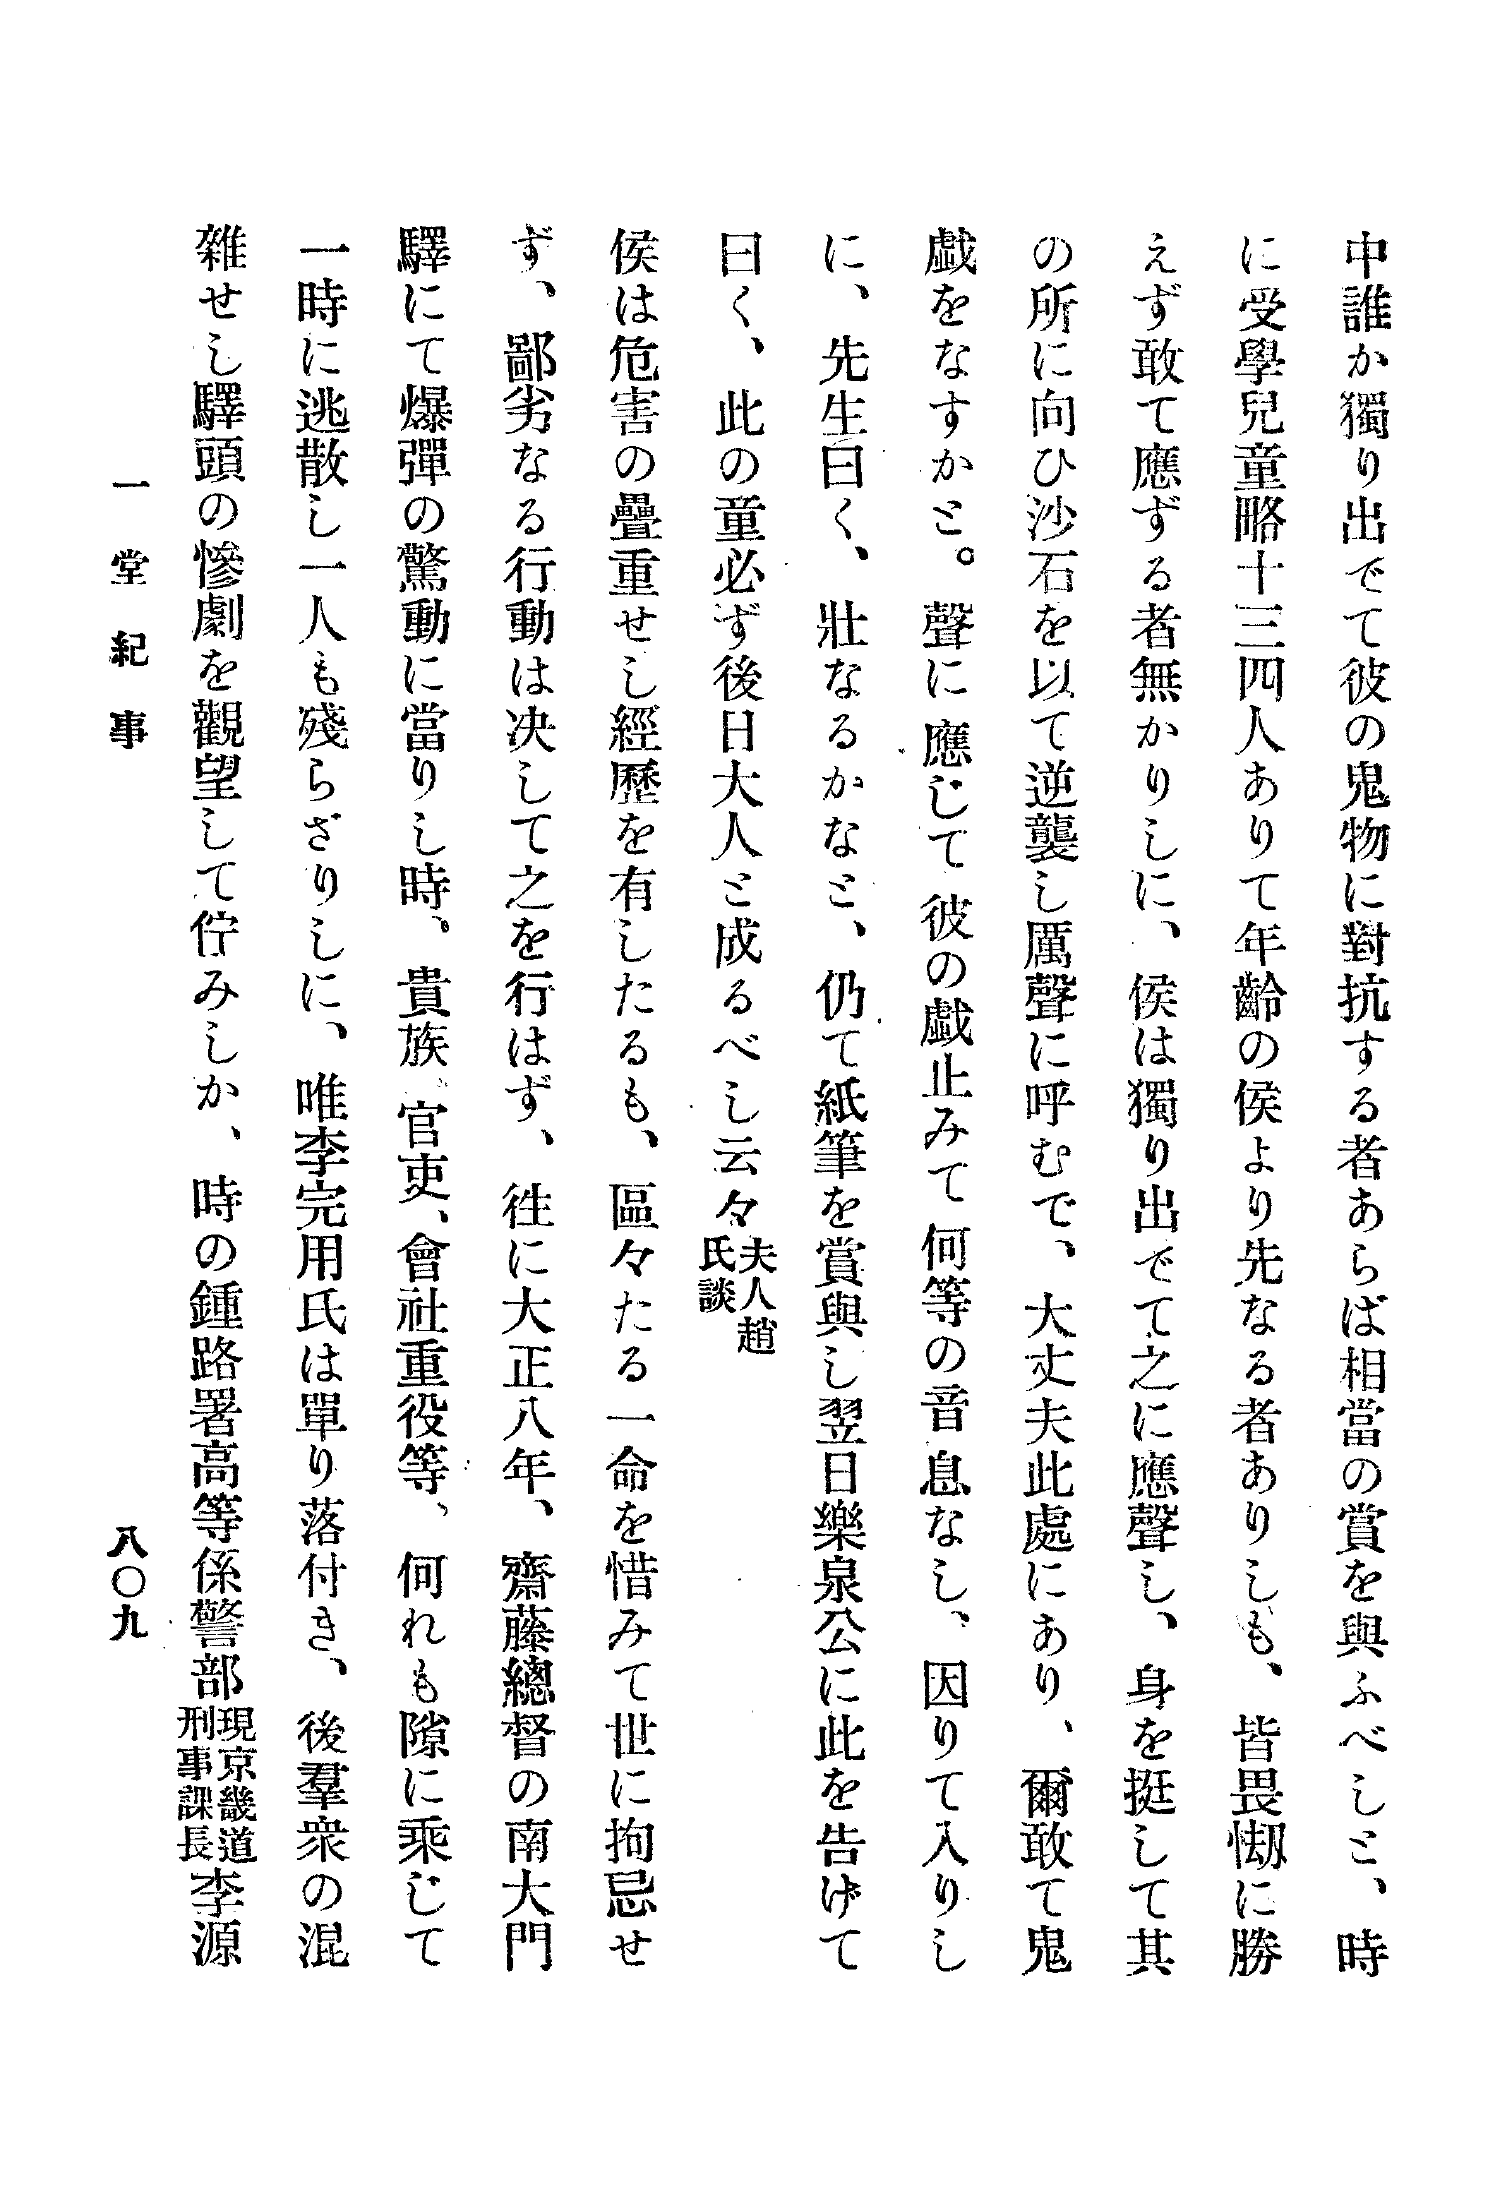 中誰か獨り出でて彼の鬼物に對抗する者あらば相當の賞を與ふべしと、時
に受學兒童略十三四人ありて年齡の侯より先なる者ありしも、皆畏㤼に勝
えず敢て應ずる者無かりしに、侯は獨り出でて之に應聲し、身を挺して其
の所に向ひ沙石を以て逆襲し厲聲に呼むで、大丈夫此處にあり、爾敢て鬼
戯をなすかと。聲に應じて彼の戯止みて何等の音息なし、因りて入りし
に、先生曰く、壯なるかなと、仍て紙筆を賞與し翌日樂泉公に此を告げて
曰く、此の童必ず後日大人と成るべし云々夫人趙氏談
侯は危害の疊重せし經歷を有したるも、區々たる一命を惜みて世に拘忌せ
ず、鄙劣なる行動は决して之を行はず、徃に大正八年、齋藤總督の南大門
驛にて爆彈の驚動に當りし時、貴族、官吏、會社重役等、何れも隙に乘じて
一時に逃散し一人も殘らざりしに、唯李完用氏は單り落付き、後羣衆の混
雜せし驛頭の慘劇を觀望して佇みしか、時の鍾路署高等係警部現京畿道刑事課長李源
一堂紀事
八〇九